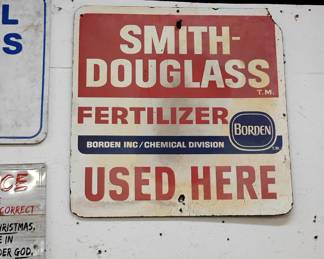 L
S
SMITH-
DOUGLASS
T.M.
FERTILIZER
BORDEN
T.M.
BORDEN INC/CHEMICAL DIVISION
USED HERE
CORRECT
CHRISTMAS,
E IN
DER GOD,